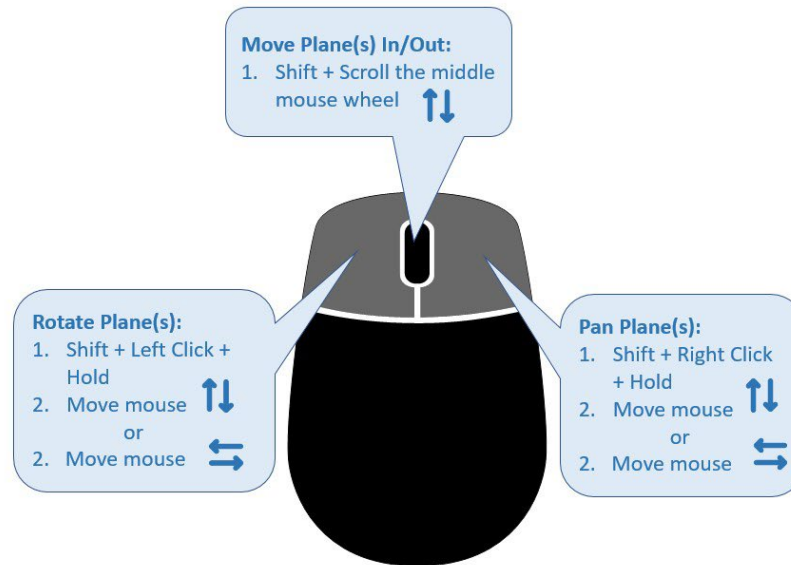 Move Plane(s) In/Out:
1. Shift + Scroll the middle
mouse wheel
Rotate Plane(s):
1. Shift + Left Click +
Hold
2. Move mouse
or
2. Move mouse
Pan Plane(s):
1. Shift + Right Click
+ Hold
2. Move mouse
or
2. Move mouse